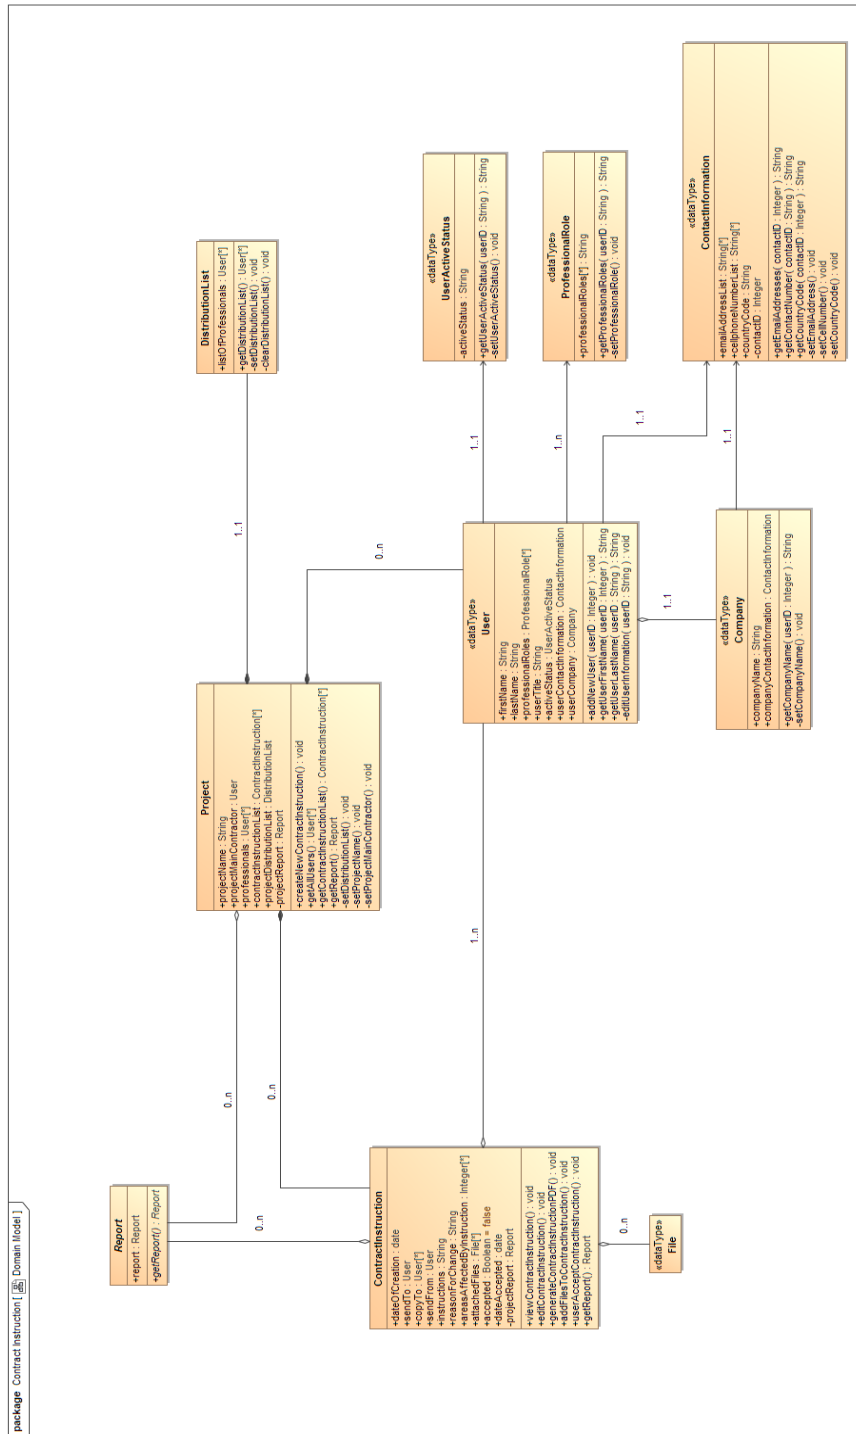 package Contract Instruction [ Domain Model ]
Report
+report : Report
+getReport() : Report
0..n
0..n
0..n
ContractInstruction
+dateOfCreation : date
+sendTo : User
+copyTo : User[*]
+sendFrom : User
+instructions : String
+reasonForChange : String
+areasAffectedByInstruction : Integer[*]
+attachedFiles : File[*]
+accepted : Boolean = false
+dateAccepted : date
-projectReport : Report
+viewContractInstruction() : void
+editContractInstruction() : void
+generateContractInstructionPDF() : void
+addFilesToContractInstruction() : void
+userAcceptContractInstruction() : void
+getReport() : Report
0..n
«dataType»
File
Project
+projectName : String
+projectMainContractor : User
+professionals : User[*]
+contractInstructionList : ContractInstruction[*]
+projectDistributionList : DistributionList
-projectReport : Report
+createNewContractInstruction() : void
+getAllUsers() : User[*]
+getContractInstructionList() : ContractInstruction[*]
+getReport() : Report
-setDistributionList() : void
-setProjectName() : void
-setProjectMainContractor() : void
1..n
1..1
0..n
DistributionList
+listOfProfessionals : User[*]
+getDistributionList() : User[*]
-setDistributionList() : void
-clearDistributionList() : void
«dataType»
User
+firstName : String
+lastName : String
+professionalRoles : ProfessionalRole[*]
+userTitle : String
+activeStatus : UserActiveStatus
+userContactInformation : ContactInformation
+userCompany : Company
+addNewUser( userID : Integer ) : void
+getUserFirstName( userID : Integer ) : String
+getUserLastName( userID : String ) : String
-editUserInformation( userID : String ) : void
1..1
1..n
1..1
1..1
1..1
«dataType»
Company
+companyName : String
+companyContactInformation : ContactInformation
+getCompanyName( userID : Integer ) : String
-setCompanyName() : void
«dataType»
UserActiveStatus
-activeStatus : String
+getUserActiveStatus( userID : String ) : String
-setUserActiveStatus() : void
«dataType»
ProfessionalRole
+professionalRoles[*] : String
+getProfessionalRoles( userID : String ) : String
-setProfessionalRole() : void
«dataType»
ContactInformation
+emailAddressList : String[*]
+cellphoneNumberList : String[*]
+countryCode : String
-contactID : Integer
+getEmailAddresses( contactID : Integer ) : String
+getContactNumber( contactID : String ) : String
+getCountryCode( contactID : Integer ) : String
-setEmailAddress() : void
-setCellNumber() : void
-setCountryCode() : void